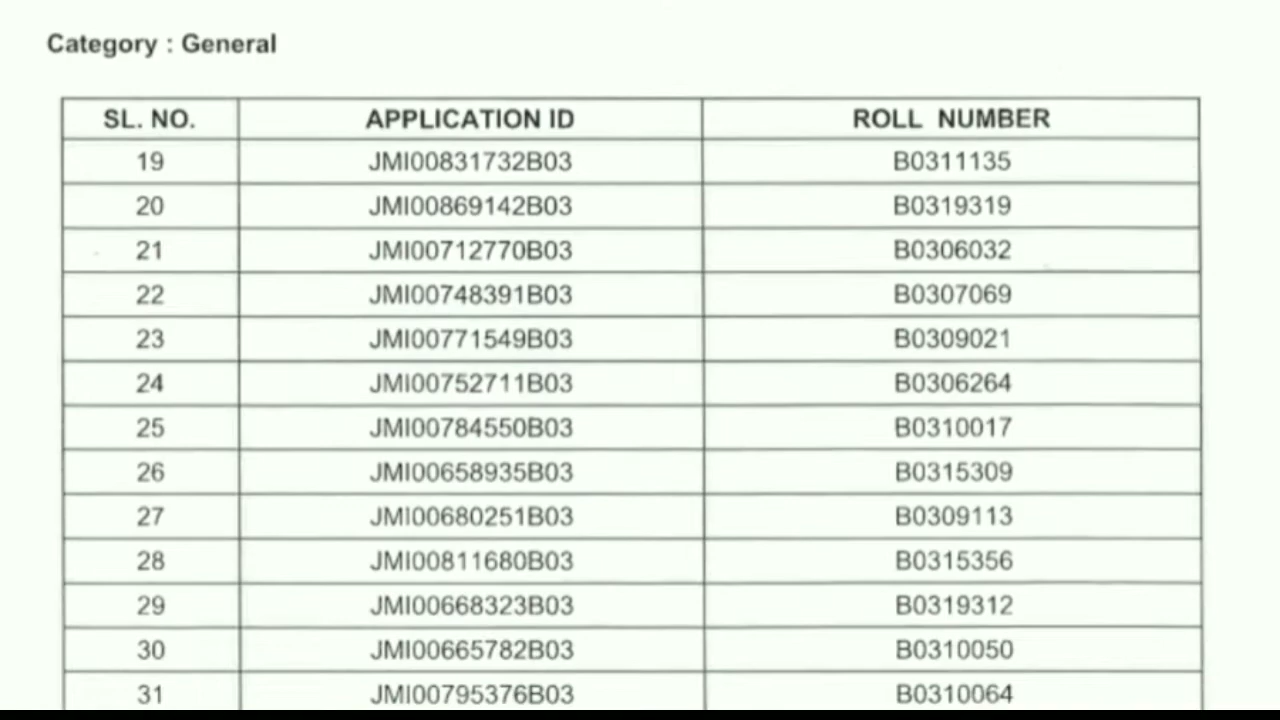 Category : General
SL. NO. APPLICATION ID ROLL NUMBER
19 JMI00831732B03 B0311135
20 JMI00869142B03 B0319319
21 JMI00712770B03 B0306032
22 JMI00748391B03 B0307069
23 JMI00771549B03 B0309021
24 JMI00752711B03 B0306264
25 JMI00784550B03 B0310017
26 JMI00658935B03 B0315309
27 JMI00680251B03 B0309113
28 JMI00811680B03 B0315356
29 JMI00668323B03 B0319312
30 JMI00665782B03 B0310050
31 JMI00795376B03 B0310064